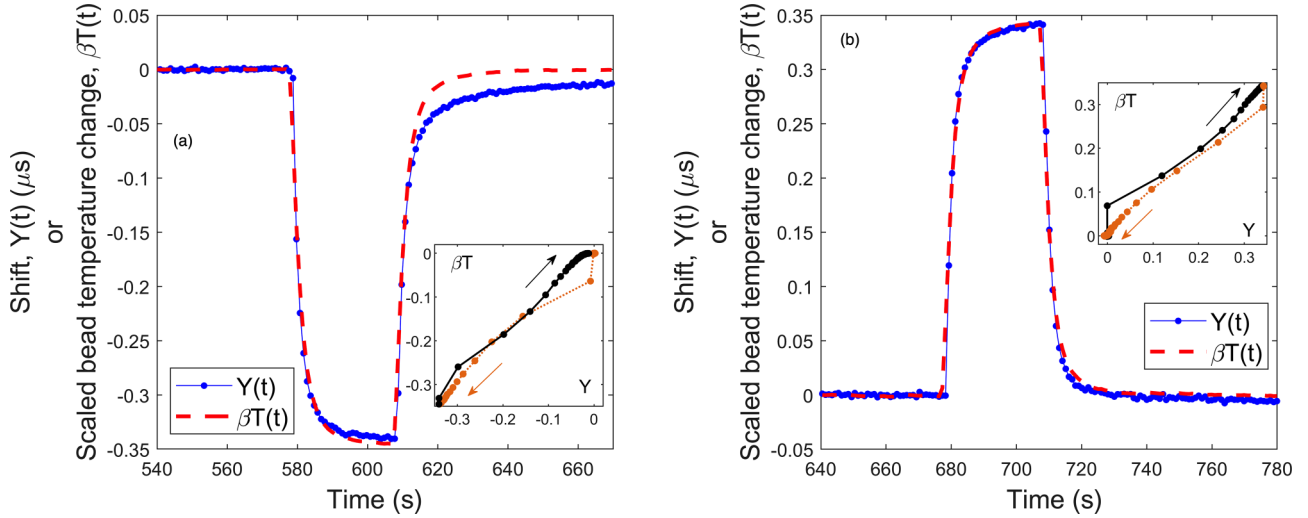 Shift, Y(t) (μs)
or
Scaled bead temperature change, βT(t)
0.05
0
-0.05
-0.1
-0.15
-0.2
-0.25
-0.3
-0.35
(a)
Y(t)
βT(t)
540
560
580
600
620
640
660
Time (s)
βT
0
-0.1
-0.2
-0.3
Y
-0.3
-0.2
-0.1
0
Shift, Y(t) (μs)
or
Scaled bead temperature change, βT(t)
0.35
0.3
0.25
0.2
0.15
0.1
0.05
0
0.05
(b)
βT
0.3
0.2
0.1
0
Y
0
0.1
0.2
0.3
Y(t)
βT(t)
640
660
680
700
720
740
760
780
Time (s)